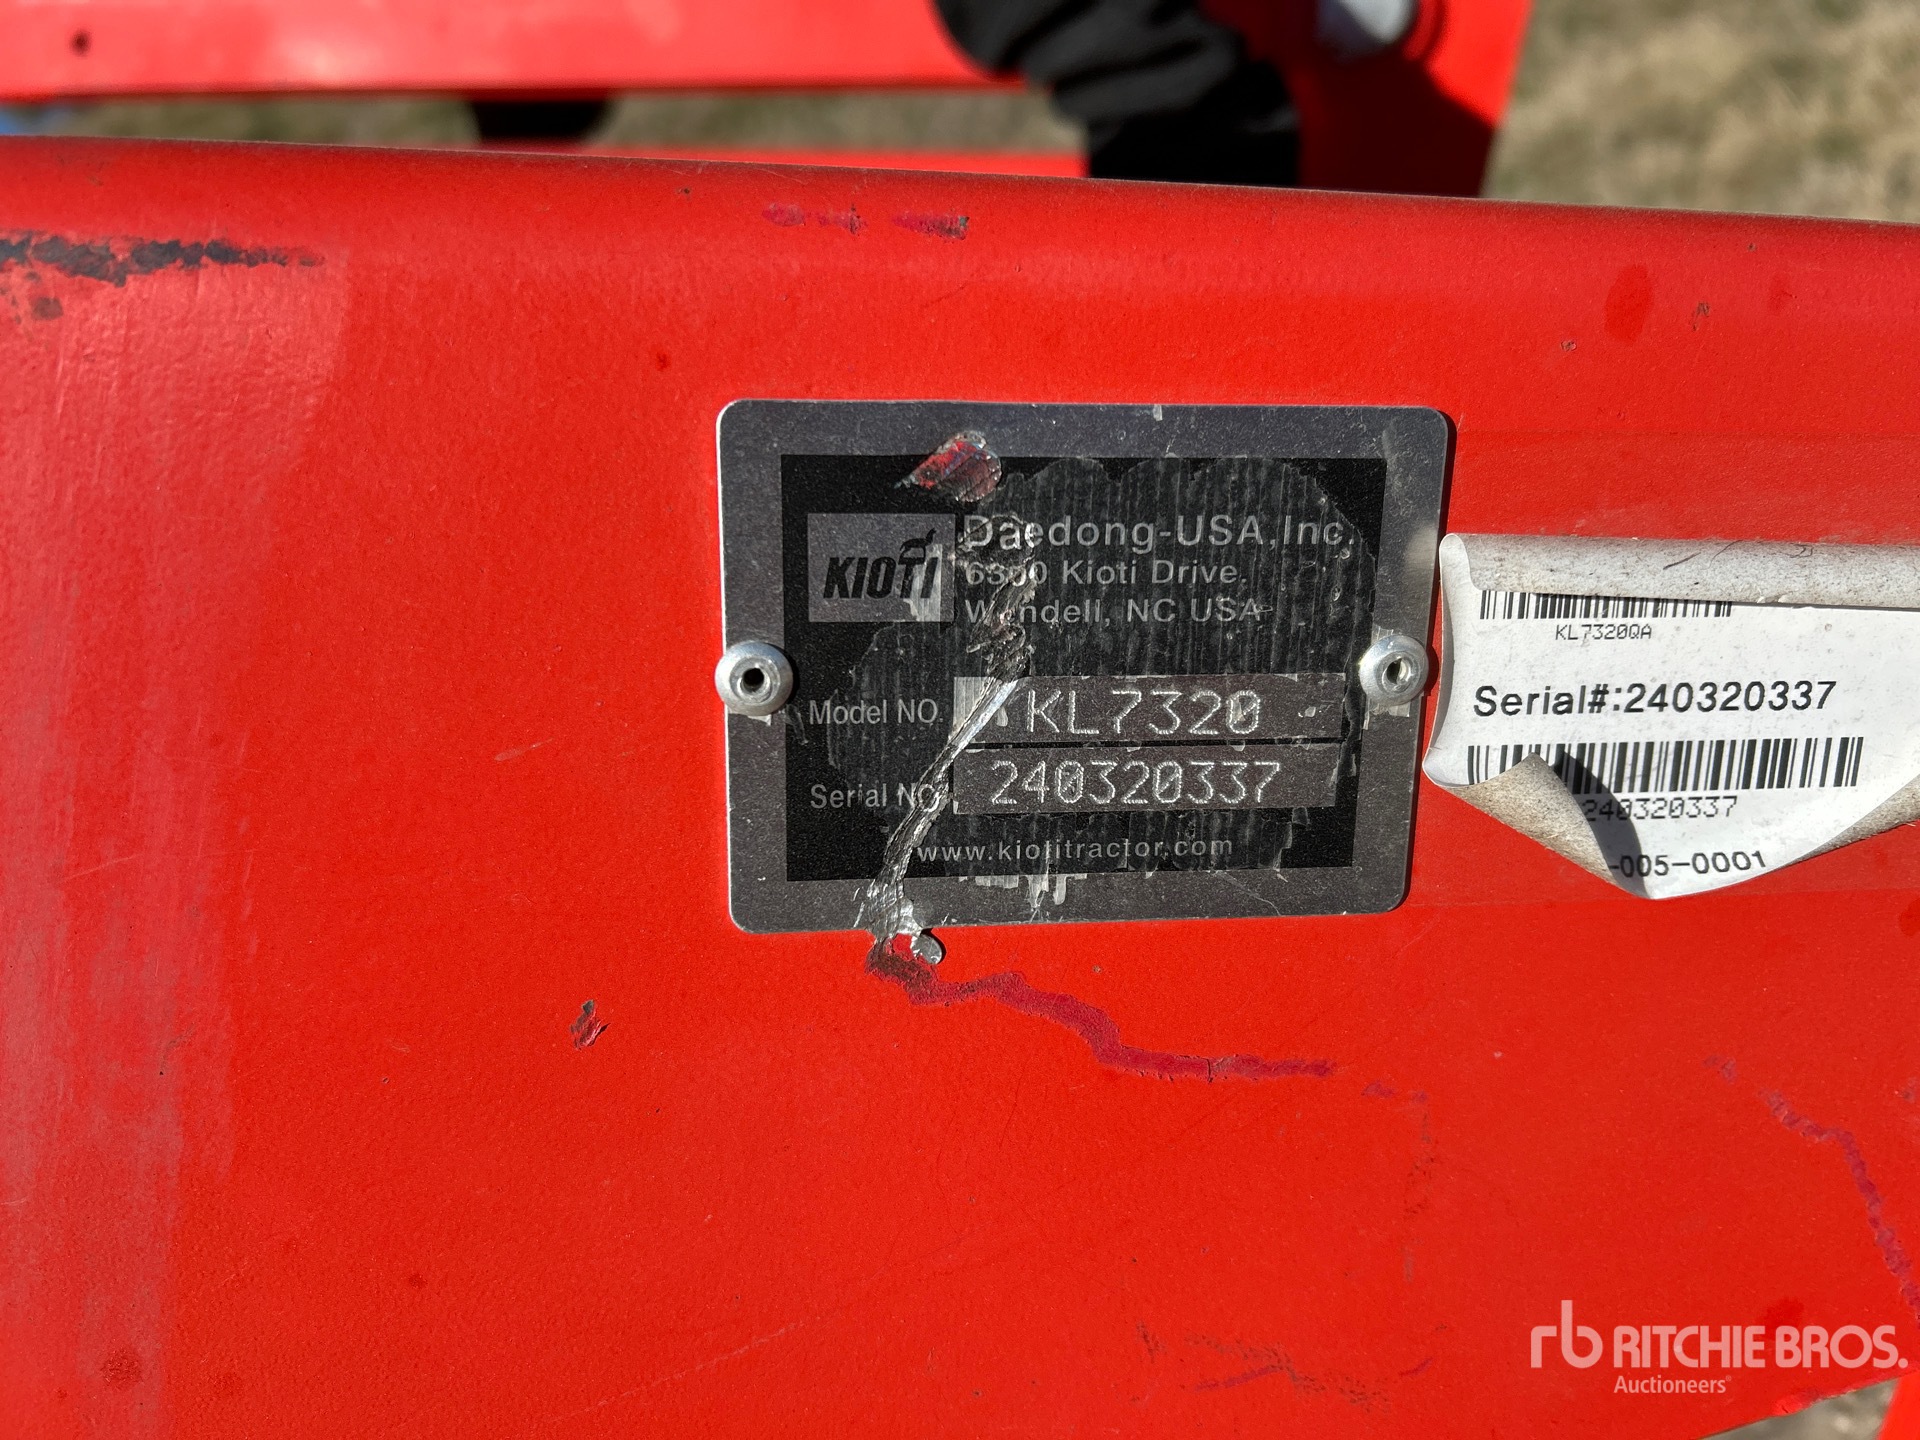 KIOTI
Daedong-USA, Inc.
6300 Kioti Drive.
Wendell, NC USA
Model NO. KL7320
Serial NO. 240320337
www.kiotitractor.com
KL7320QA
Serial#:240320337
240320337
-005-0001
rb RITCHIE BROS.
Auctioneers